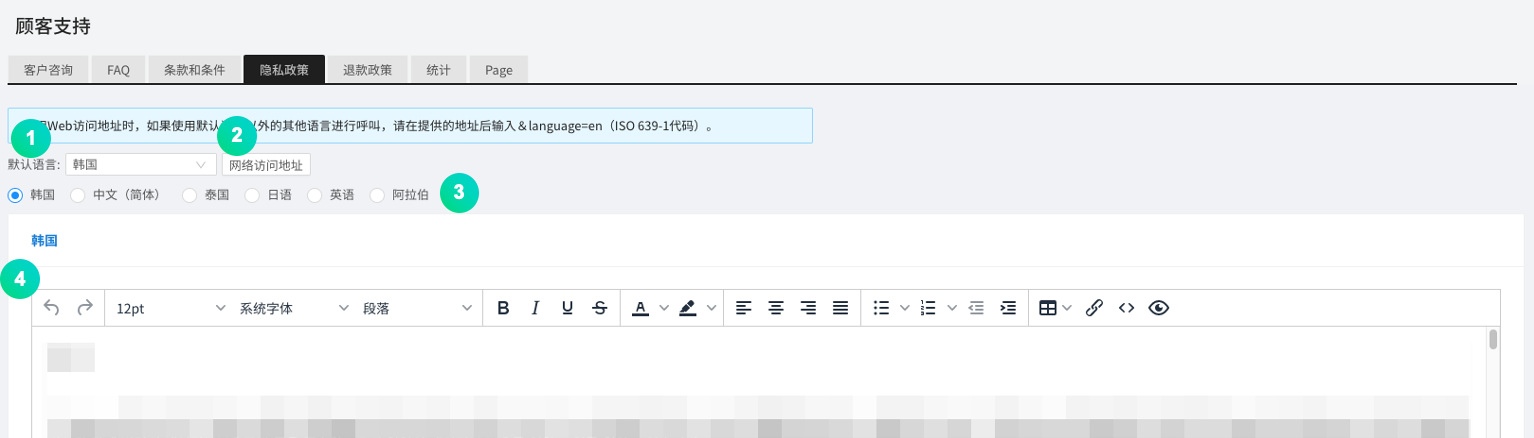 顾客支持
客户咨询 FAQ 条款和条件 隐私政策 退款政策 统计 Page
Web访问地址时，如果使用默认 外的其他语言进行呼叫，请在提供的地址后输入＆language=en（ISO 639-1代码）。
1 2
默认语言: 韩国 网络访问地址
韩国 中文（简体） 泰国 日语 英语 阿拉伯 3
韩国
4
12pt 系统字体 段落 B I U S A